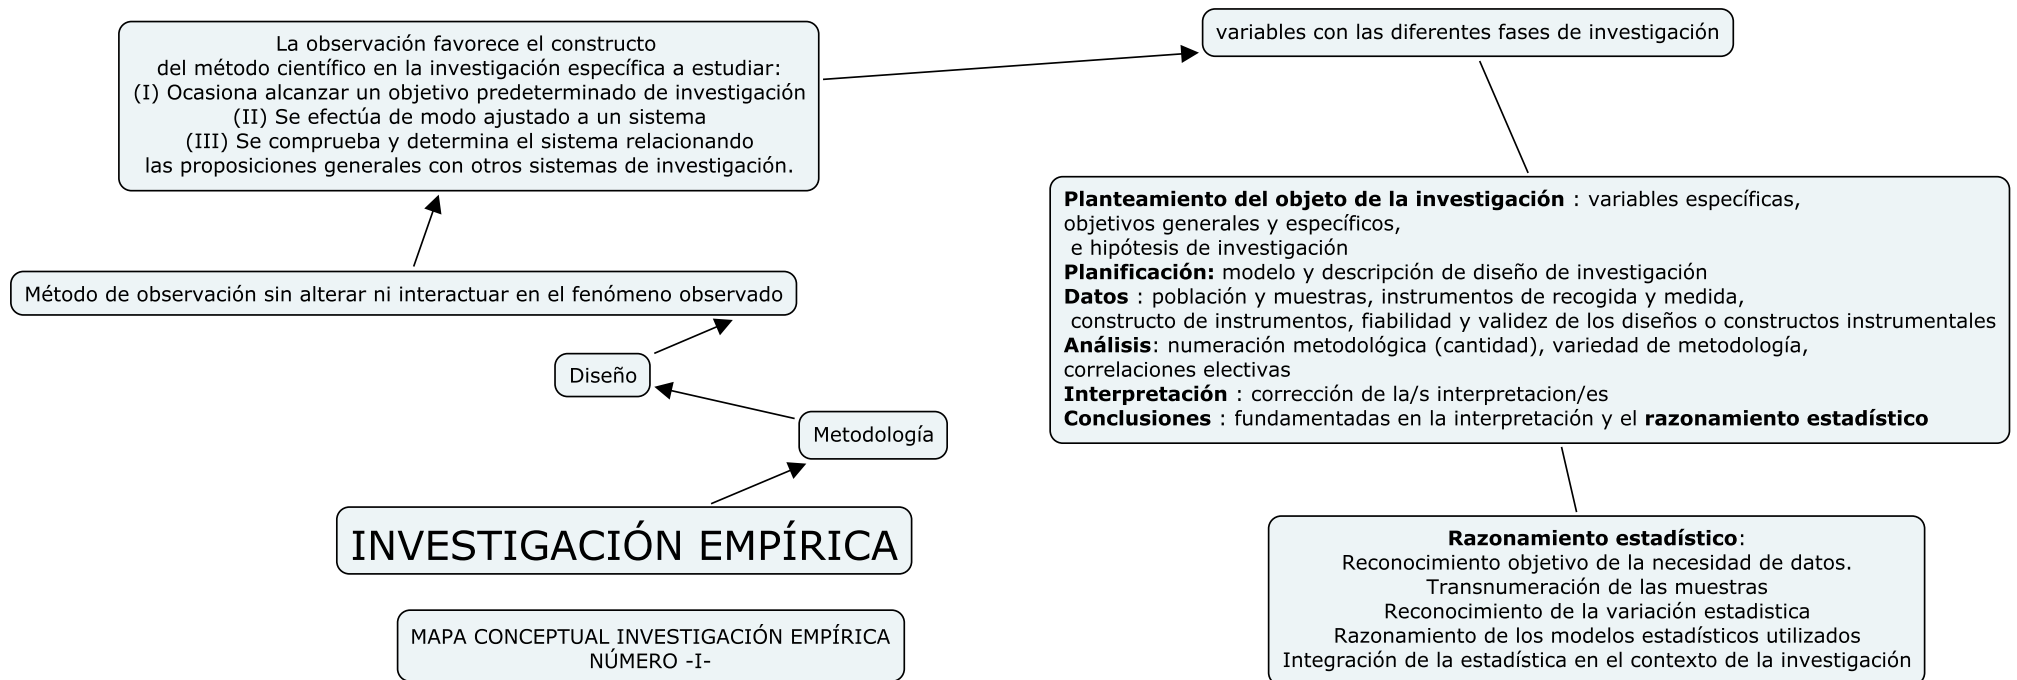 La observación favorece el constructo
del método científico en la investigación específica a estudiar:
(I) Ocasiona alcanzar un objetivo predeterminado de investigación
(II) Se efectúa de modo ajustado a un sistema
(III) Se comprueba y determina el sistema relacionando
las proposiciones generales con otros sistemas de investigación.
variables con las diferentes fases de investigación
Método de observación sin alterar ni interactuar en el fenómeno observado
Diseño
Metodología
INVESTIGACIÓN EMPÍRICA
MAPA CONCEPTUAL INVESTIGACIÓN EMPÍRICA
NÚMERO -I-
Planteamiento del objeto de la investigación : variables específicas,
objetivos generales y específicos,
e hipótesis de investigación
Planificación: modelo y descripción de diseño de investigación
Datos : población y muestras, instrumentos de recogida y medida,
constructo de instrumentos, fiabilidad y validez de los diseños o constructos instrumentales
Análisis: numeración metodológica (cantidad), variedad de metodología,
correlaciones electivas
Interpretación : corrección de la/s interpretacion/es
Conclusiones : fundamentadas en la interpretación y el razonamiento estadístico
Razonamiento estadístico:
Reconocimiento objetivo de la necesidad de datos.
Transnumeración de las muestras
Reconocimiento de la variación estadistica
Razonamiento de los modelos estadísticos utilizados
Integración de la estadística en el contexto de la investigación